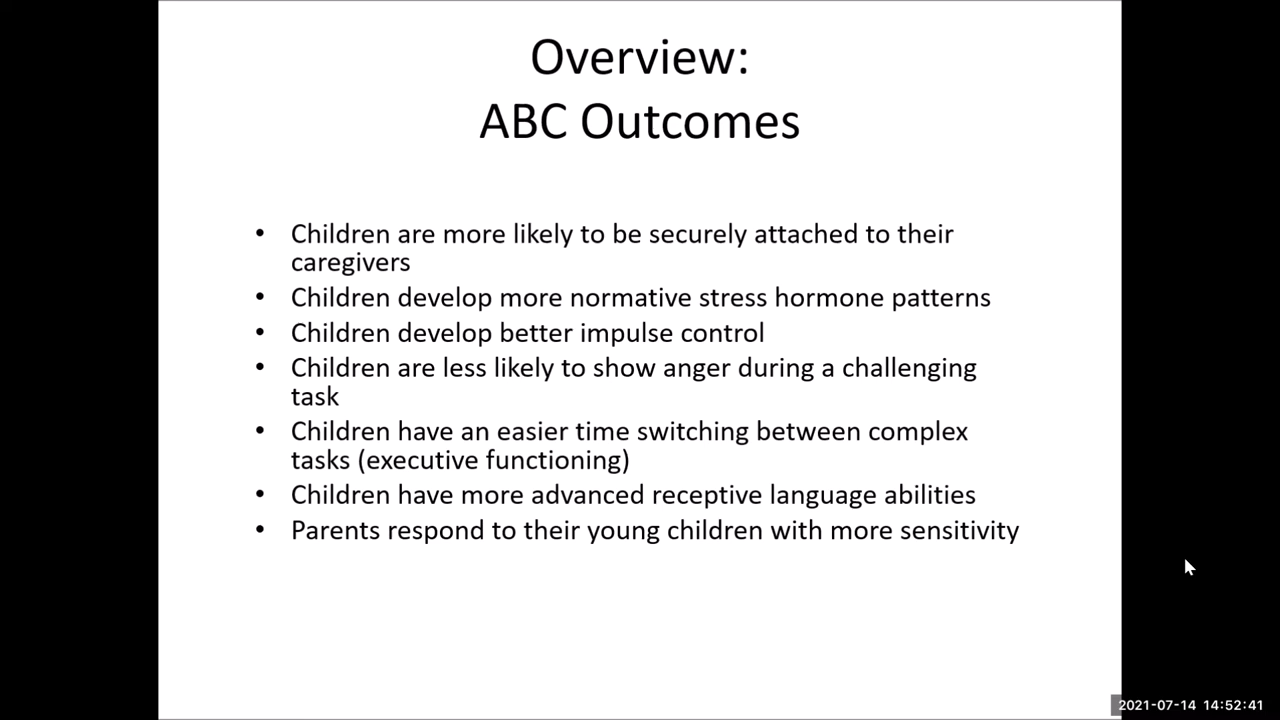 Overview:
ABC Outcomes
• Children are more likely to be securely attached to their
caregivers
• Children develop more normative stress hormone patterns
• Children develop better impulse control
• Children are less likely to show anger during a challenging
task
• Children have an easier time switching between complex
tasks (executive functioning)
• Children have more advanced receptive language abilities
• Parents respond to their young children with more sensitivity
2021-07-14 14:52:41